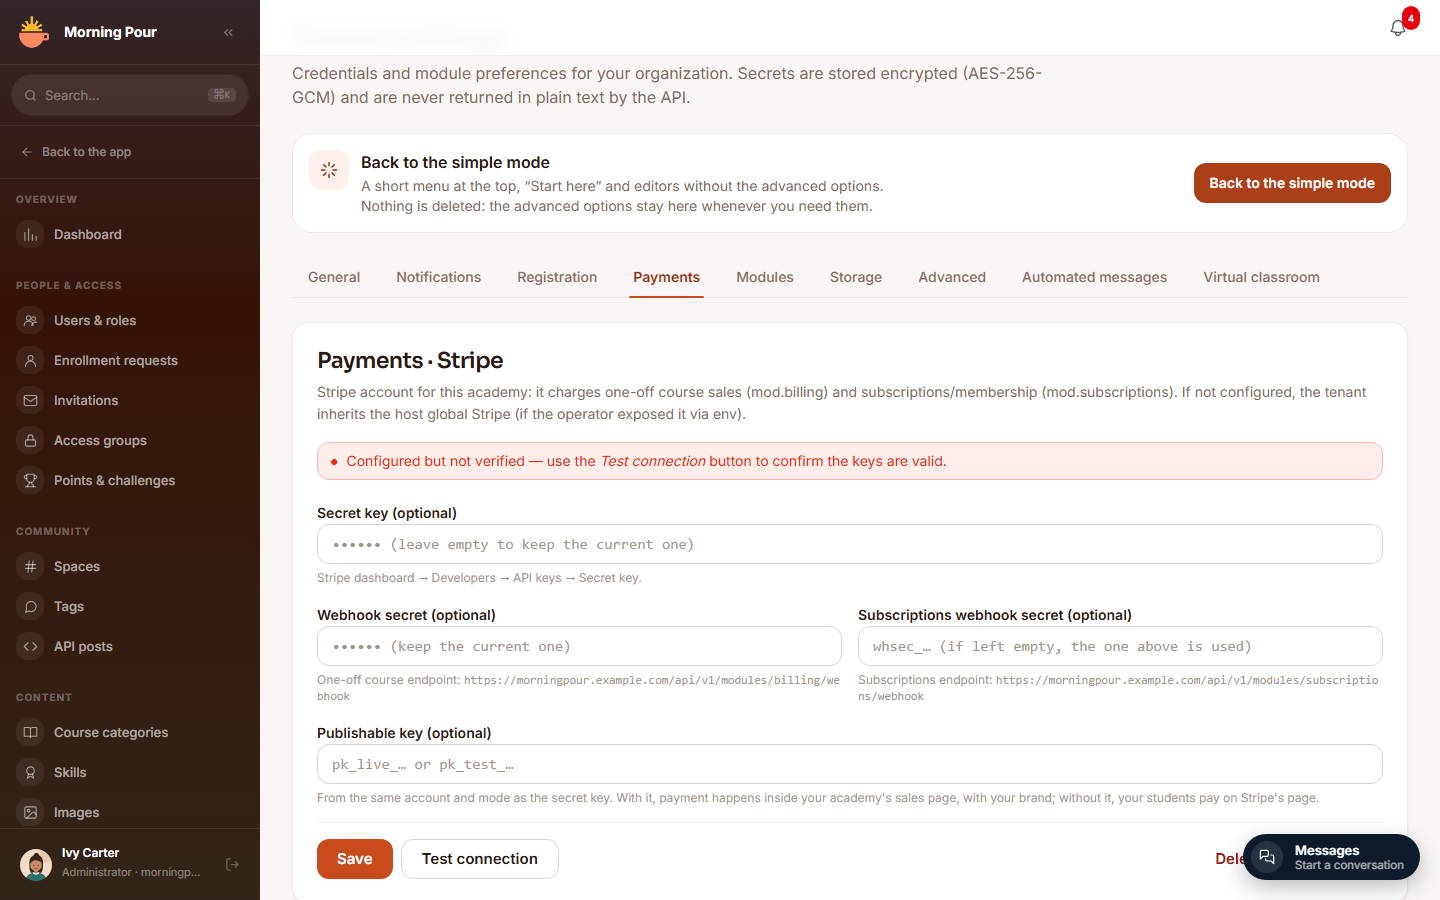 Morning Pour
Search...
⌘K
Back to the app
OVERVIEW
Dashboard
PEOPLE & ACCESS
Users & roles
Enrollment requests
Invitations
Access groups
Points & challenges
COMMUNITY
Spaces
Tags
API posts
CONTENT
Course categories
Skills
Images
Ivy Carter
Administrator · morningp...
4
Credentials and module preferences for your organization. Secrets are stored encrypted (AES-256-
GCM) and are never returned in plain text by the API.
Back to the simple mode
A short menu at the top, “Start here” and editors without the advanced options.
Nothing is deleted: the advanced options stay here whenever you need them.
Back to the simple mode
General
Notifications
Registration
Payments
Modules
Storage
Advanced
Automated messages
Virtual classroom
Payments · Stripe
Stripe account for this academy: it charges one-off course sales (mod.billing) and subscriptions/membership (mod.subscriptions). If not configured, the tenant
inherits the host global Stripe (if the operator exposed it via env).
● Configured but not verified — use the Test connection button to confirm the keys are valid.
Secret key (optional)
•••••• (leave empty to keep the current one)
Stripe dashboard → Developers → API keys → Secret key.
Webhook secret (optional)
•••••• (keep the current one)
One-off course endpoint: https://morningpour.example.com/api/v1/modules/billing/we
bhook
Subscriptions webhook secret (optional)
whsec_… (if left empty, the one above is used)
Subscriptions endpoint: https://morningpour.example.com/api/v1/modules/subscriptio
ns/webhook
Publishable key (optional)
pk_live_… or pk_test_…
From the same account and mode as the secret key. With it, payment happens inside your academy's sales page, with your brand; without it, your students pay on Stripe's page.
Save
Test connection
Dele
Messages
Start a conversation